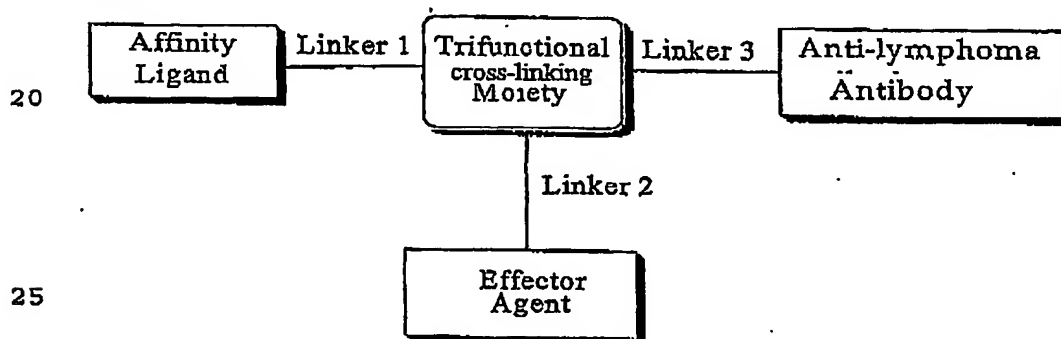 Affinity Ligand
Linker 1
Trifunctional cross-linking Moiety
Linker 3
Anti-lymphoma Antibody
20
Linker 2
Effector Agent
25